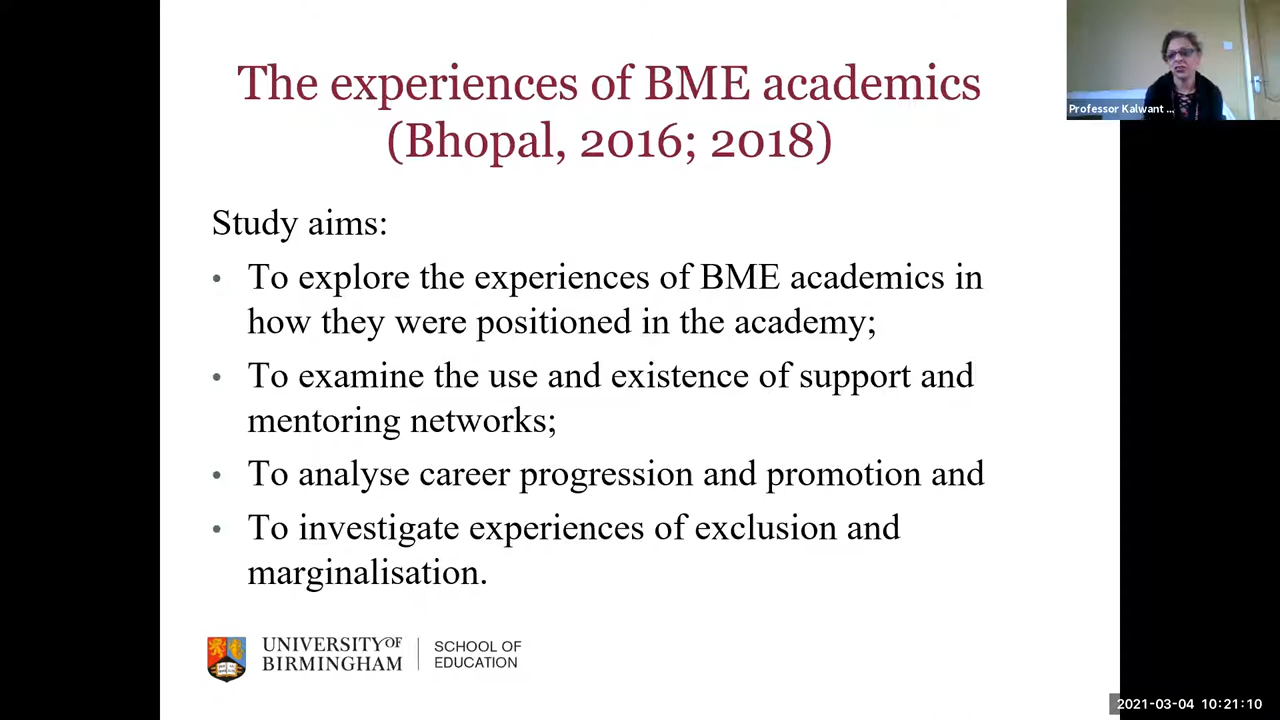 The experiences of BME academics
(Bhopal, 2016; 2018)
Professor Kalwant ...
Study aims:
• To explore the experiences of BME academics in
how they were positioned in the academy;
• To examine the use and existence of support and
mentoring networks;
• To analyse career progression and promotion and
• To investigate experiences of exclusion and
marginalisation.
UNIVERSITY OF
BIRMINGHAM
SCHOOL OF
EDUCATION
2021-03-04 10:21:10